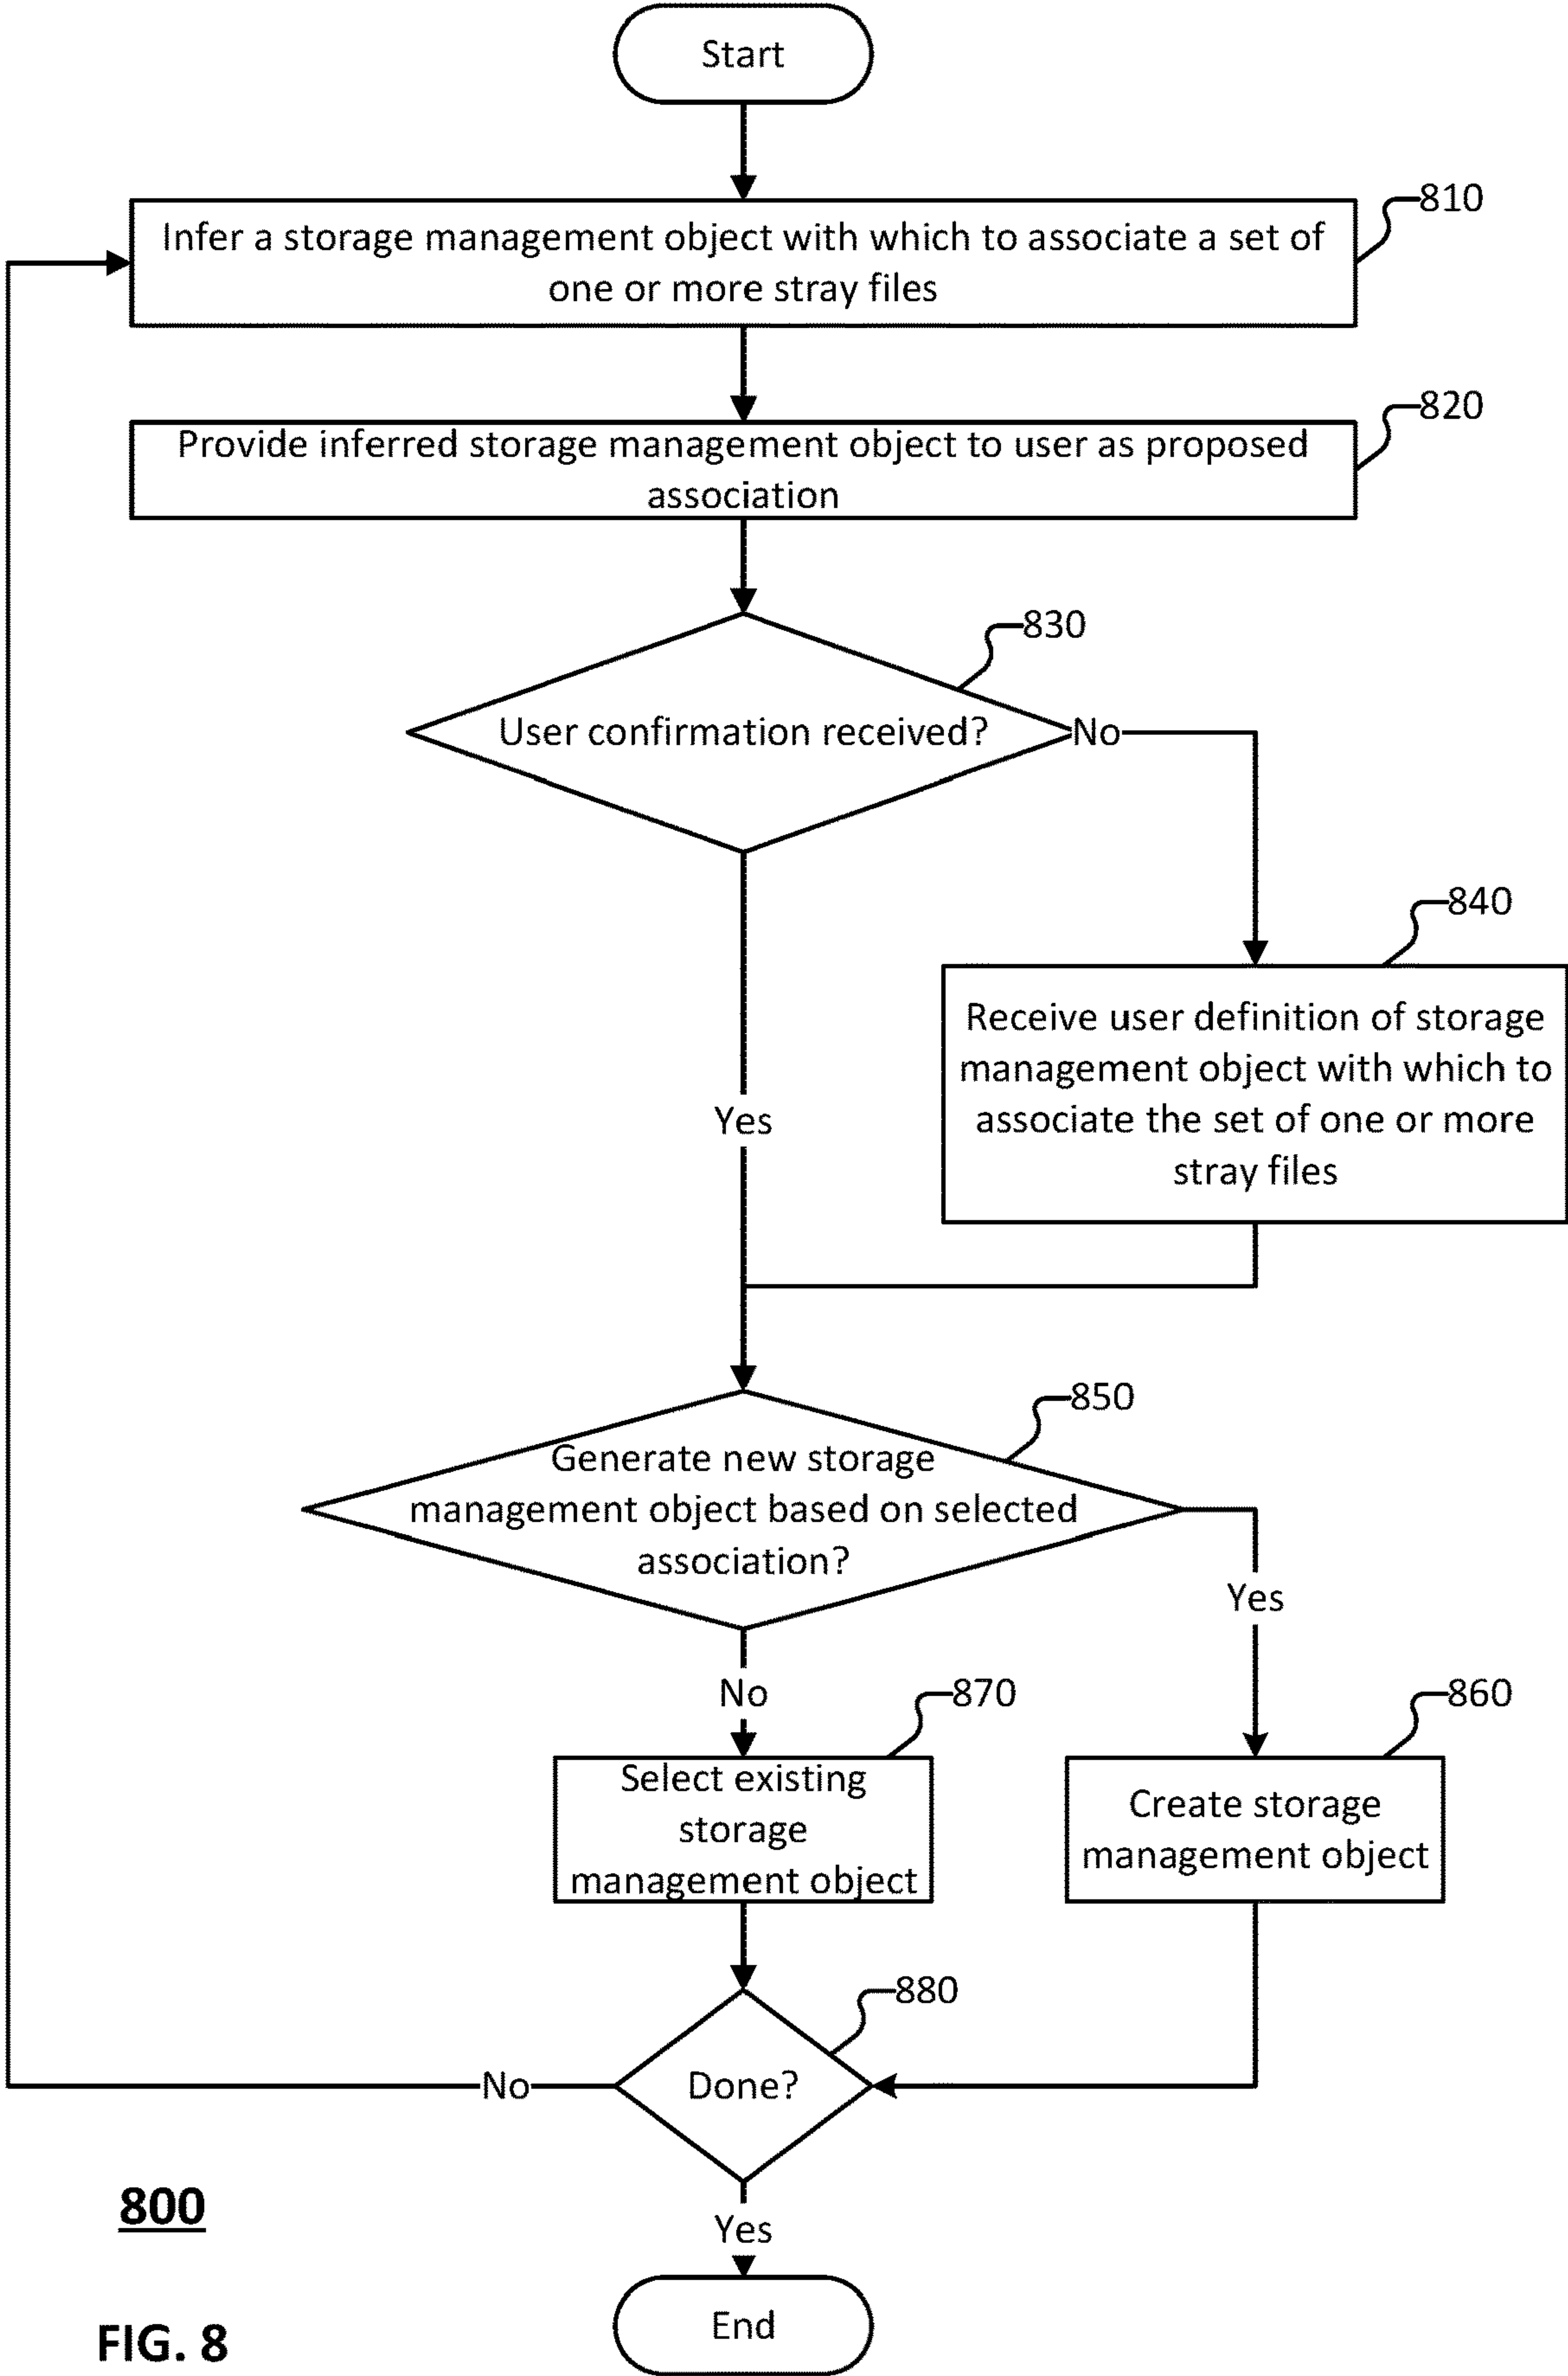 Start
810
Infer a storage management object with which to associate a set of
one or more stray files
820
Provide inferred storage management object to user as proposed
association
830
User confirmation received?
No
840
Receive user definition of storage
management object with which to
associate the set of one or more
stray files
Yes
850
Generate new storage
management object based on selected
association?
Yes
No
870
860
Select existing
storage
management object
Create storage
management object
880
Done?
No
800
Yes
End
FIG. 8